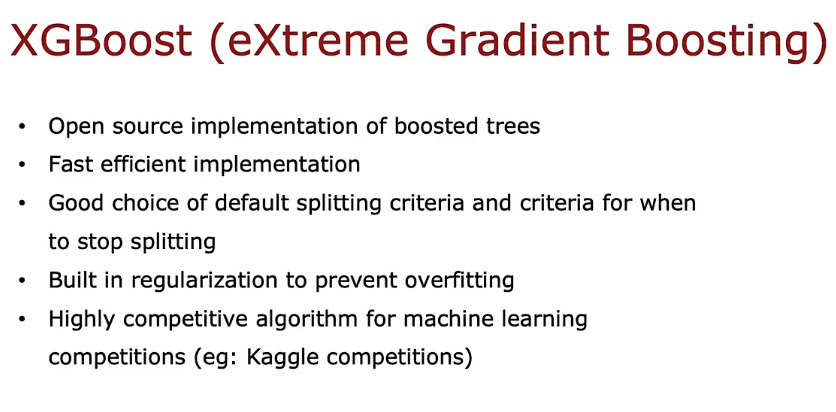 XGBoost (eXtreme Gradient Boosting)
• Open source implementation of boosted trees
• Fast efficient implementation
• Good choice of default splitting criteria and criteria for when
to stop splitting
• Built in regularization to prevent overfitting
• Highly competitive algorithm for machine learning
competitions (eg: Kaggle competitions)